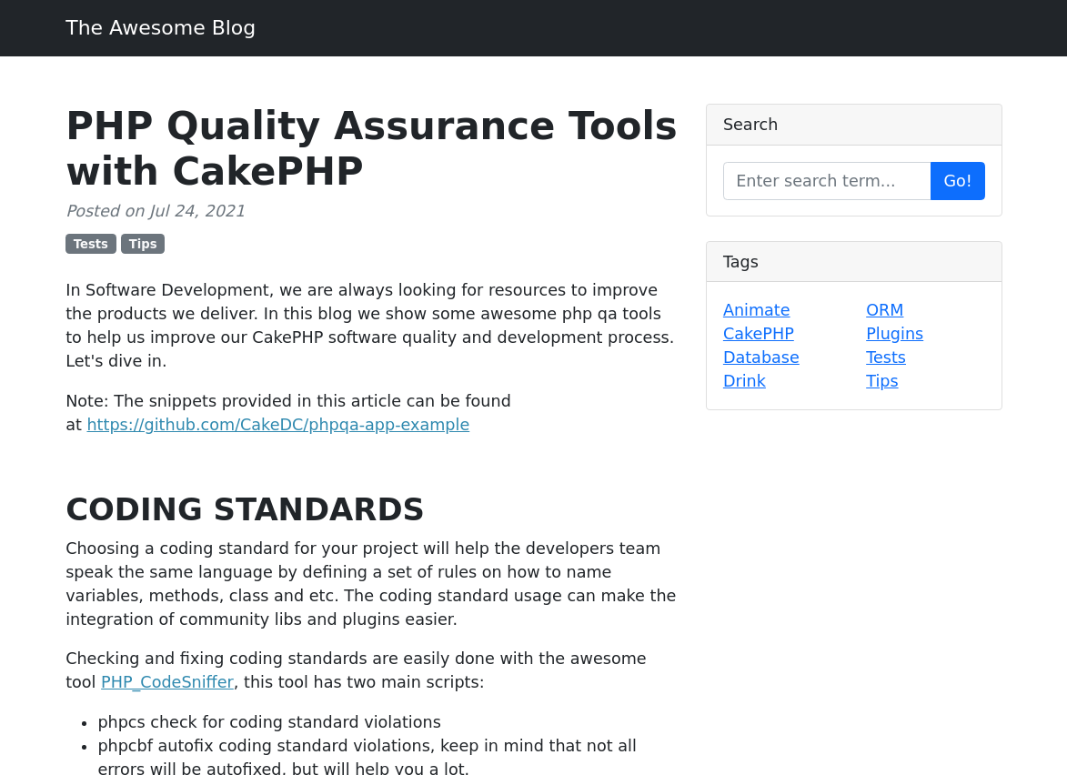 The Awesome Blog
PHP Quality Assurance Tools
with CakePHP
Posted on Jul 24, 2021
Tests Tips
In Software Development, we are always looking for resources to improve
the products we deliver. In this blog we show some awesome php qa tools
to help us improve our CakePHP software quality and development process.
Let's dive in.
Note: The snippets provided in this article can be found
at https://github.com/CakeDC/phpqa-app-example
CODING STANDARDS
Choosing a coding standard for your project will help the developers team
speak the same language by defining a set of rules on how to name
variables, methods, class and etc. The coding standard usage can make the
integration of community libs and plugins easier.
Checking and fixing coding standards are easily done with the awesome
tool PHP_CodeSniffer, this tool has two main scripts:
• phpcs check for coding standard violations
• phpcbf autofix coding standard violations, keep in mind that not all
errors will be autofixed, but will help you a lot.
Search
Enter search term...
Go!
Tags
Animate
CakePHP
Database
Drink
ORM
Plugins
Tests
Tips